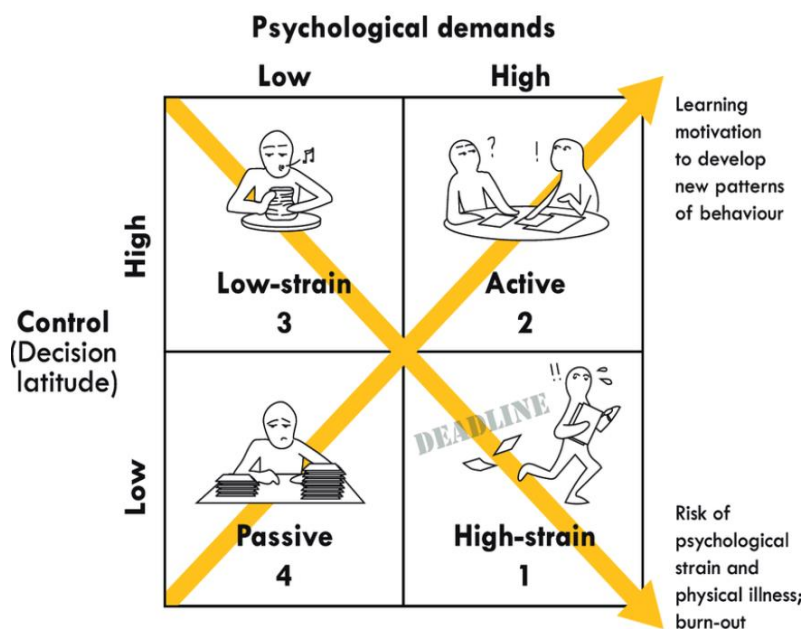 Psychological demands
Low
High
Learning
motivation
to develop
new patterns
of behaviour
?
!
High
Low-strain
3
Active
2
Control
(Decision
latitude)
!!
DEADLINE
Low
Passive
4
High-strain
1
Risk of
psychological
strain and
physical illness;
burn-out